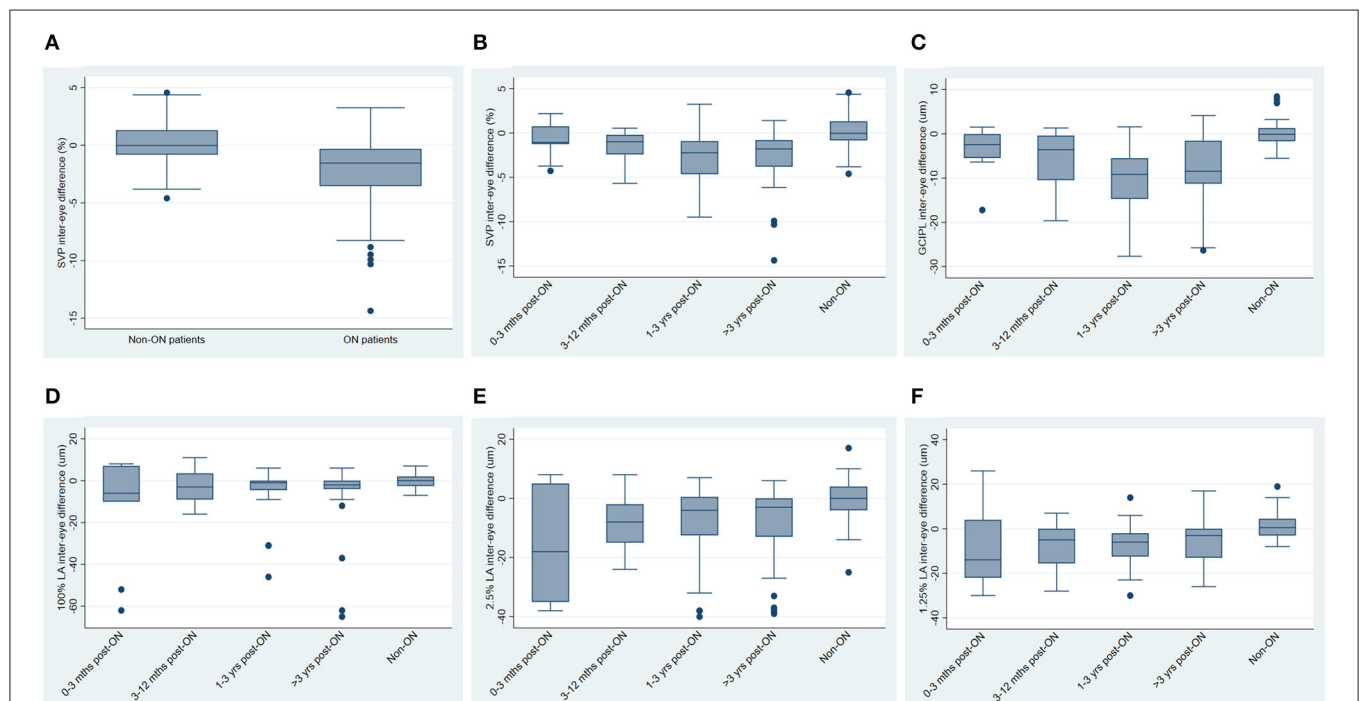 A
SVP inter-eye difference (%)
5
0
-5
-10
-15
Non-ON patients
ON patients
B
SVP inter-eye difference (%)
5
0
-5
-10
-15
0-3 mths post-ON
3-12 mths post-ON
1-3 yrs post-ON
>3 yrs post-ON
Non-ON
C
GCIPL inter-eye difference (um)
10
0
-10
-20
-30
0-3 mths post-ON
3-12 mths post-ON
1-3 yrs post-ON
>3 yrs post-ON
Non-ON
D
100% LA inter-eye difference (um)
20
0
-20
-40
-60
0-3 mths post-ON
3-12 mths post-ON
1-3 yrs post-ON
>3 yrs post-ON
Non-ON
E
2.5% LA inter-eye difference (um)
20
0
-20
-40
0-3 mths post-ON
3-12 mths post-ON
1-3 yrs post-ON
>3 yrs post-ON
Non-ON
F
1.25% LA inter-eye difference (um)
40
20
0
-20
-40
0-3 mths post-ON
3-12 mths post-ON
1-3 yrs post-ON
>3 yrs post-ON
Non-ON